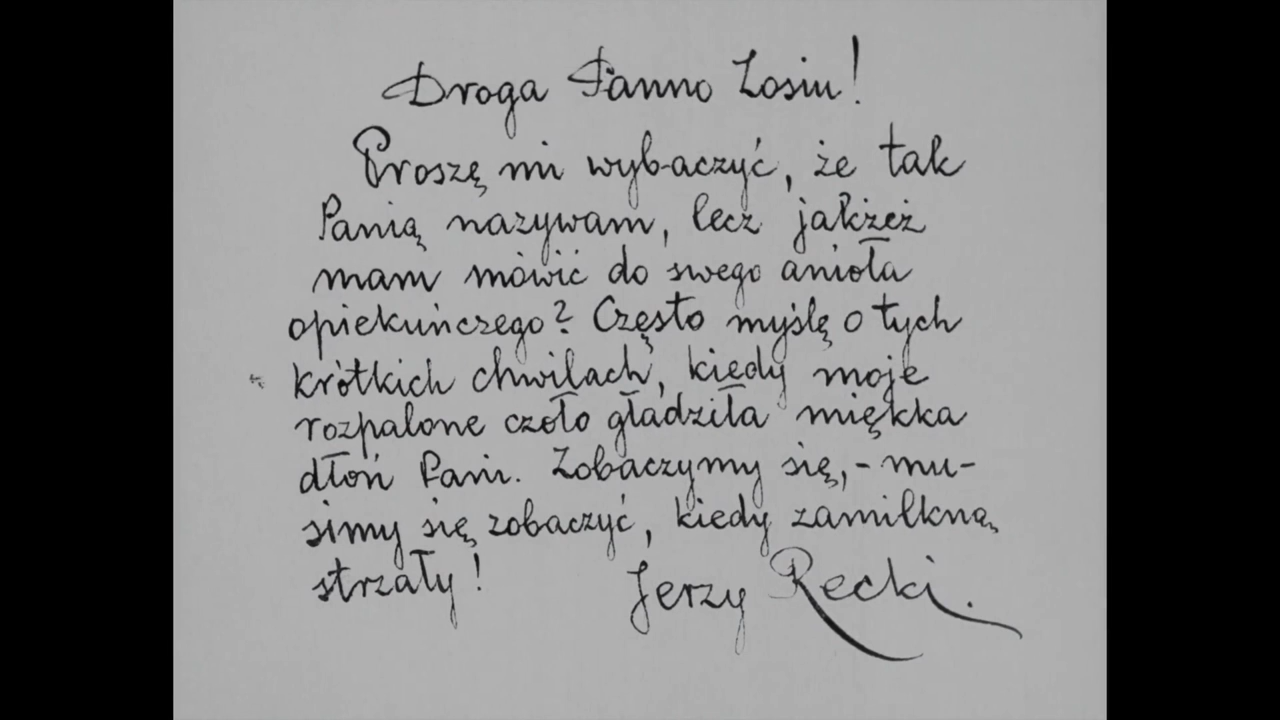 Droga Panno Zosiu!
Proszę mi wybaczyć, że tak
Panią nazywam, lecz jakżeż
mam mówić do swego anioła
opiekuńczego? Często myślę o tych
krótkich chwilach, kiedy moje
rozpalone czoło gładziła miękka
dłoń Pani. Zobaczymy się, - mu-
simy się zobaczyć, kiedy zamilkną
strzały! Jerzy Recki.